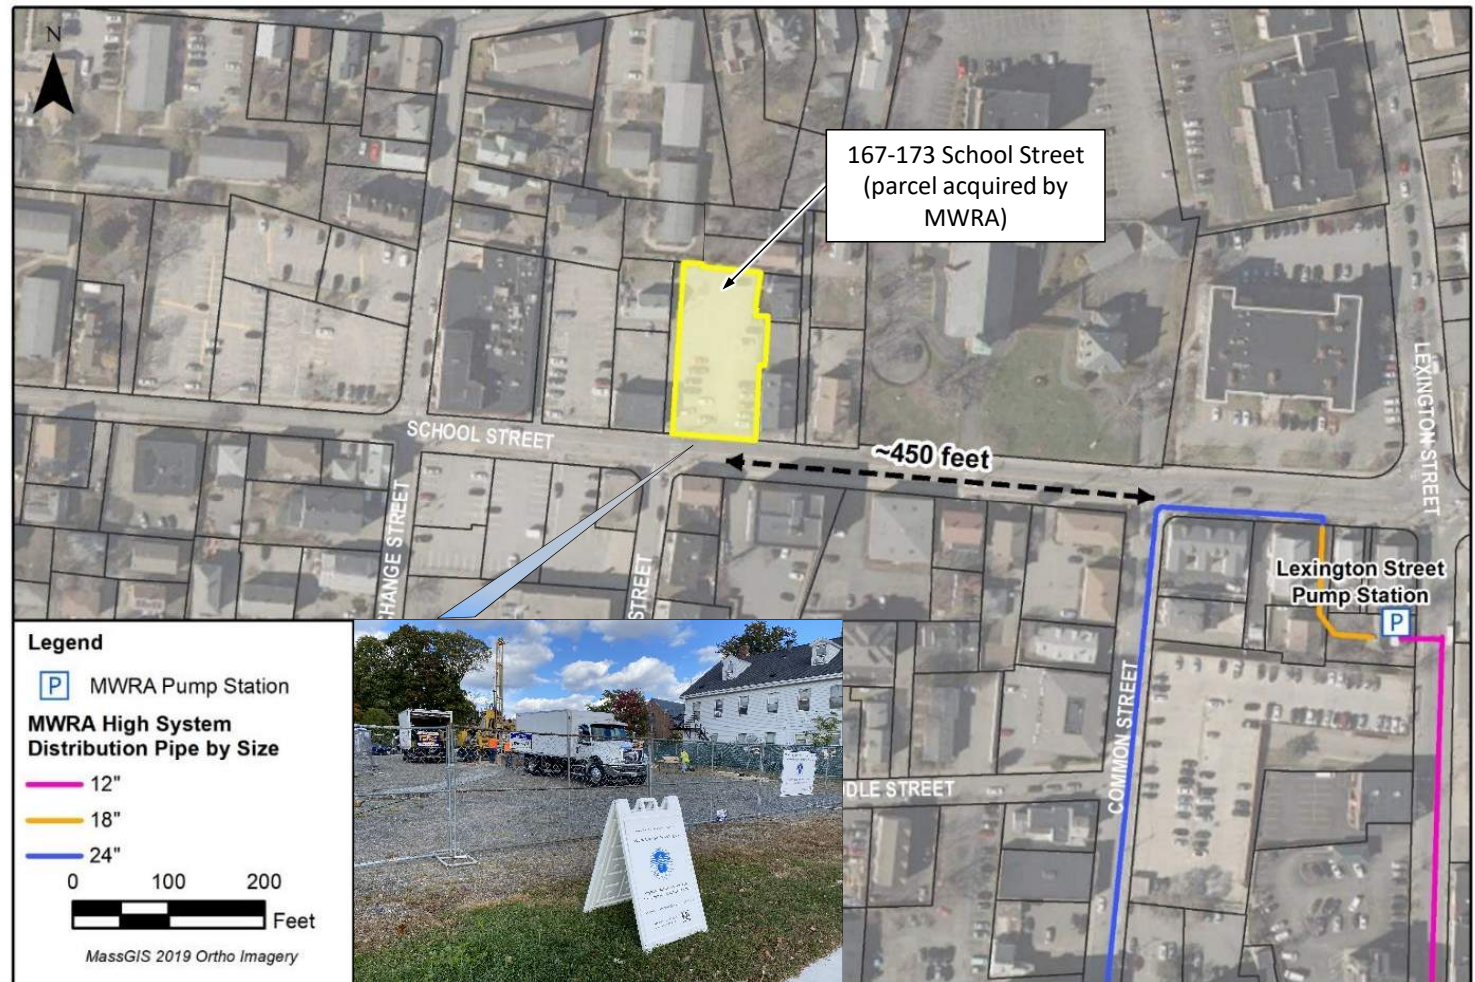 N
167-173 School Street
(parcel acquired by
MWRA)
LEXINGTON STREET
SCHOOL STREET
~450 feet
Lexington Street
Pump Station
P
CHANGE STREET
STREET
COMMON STREET
DLE STREET
Legend
P MWRA Pump Station
MWRA High System
Distribution Pipe by Size
12"
18"
24"
0 100 200
Feet
MassGIS 2019 Ortho Imagery